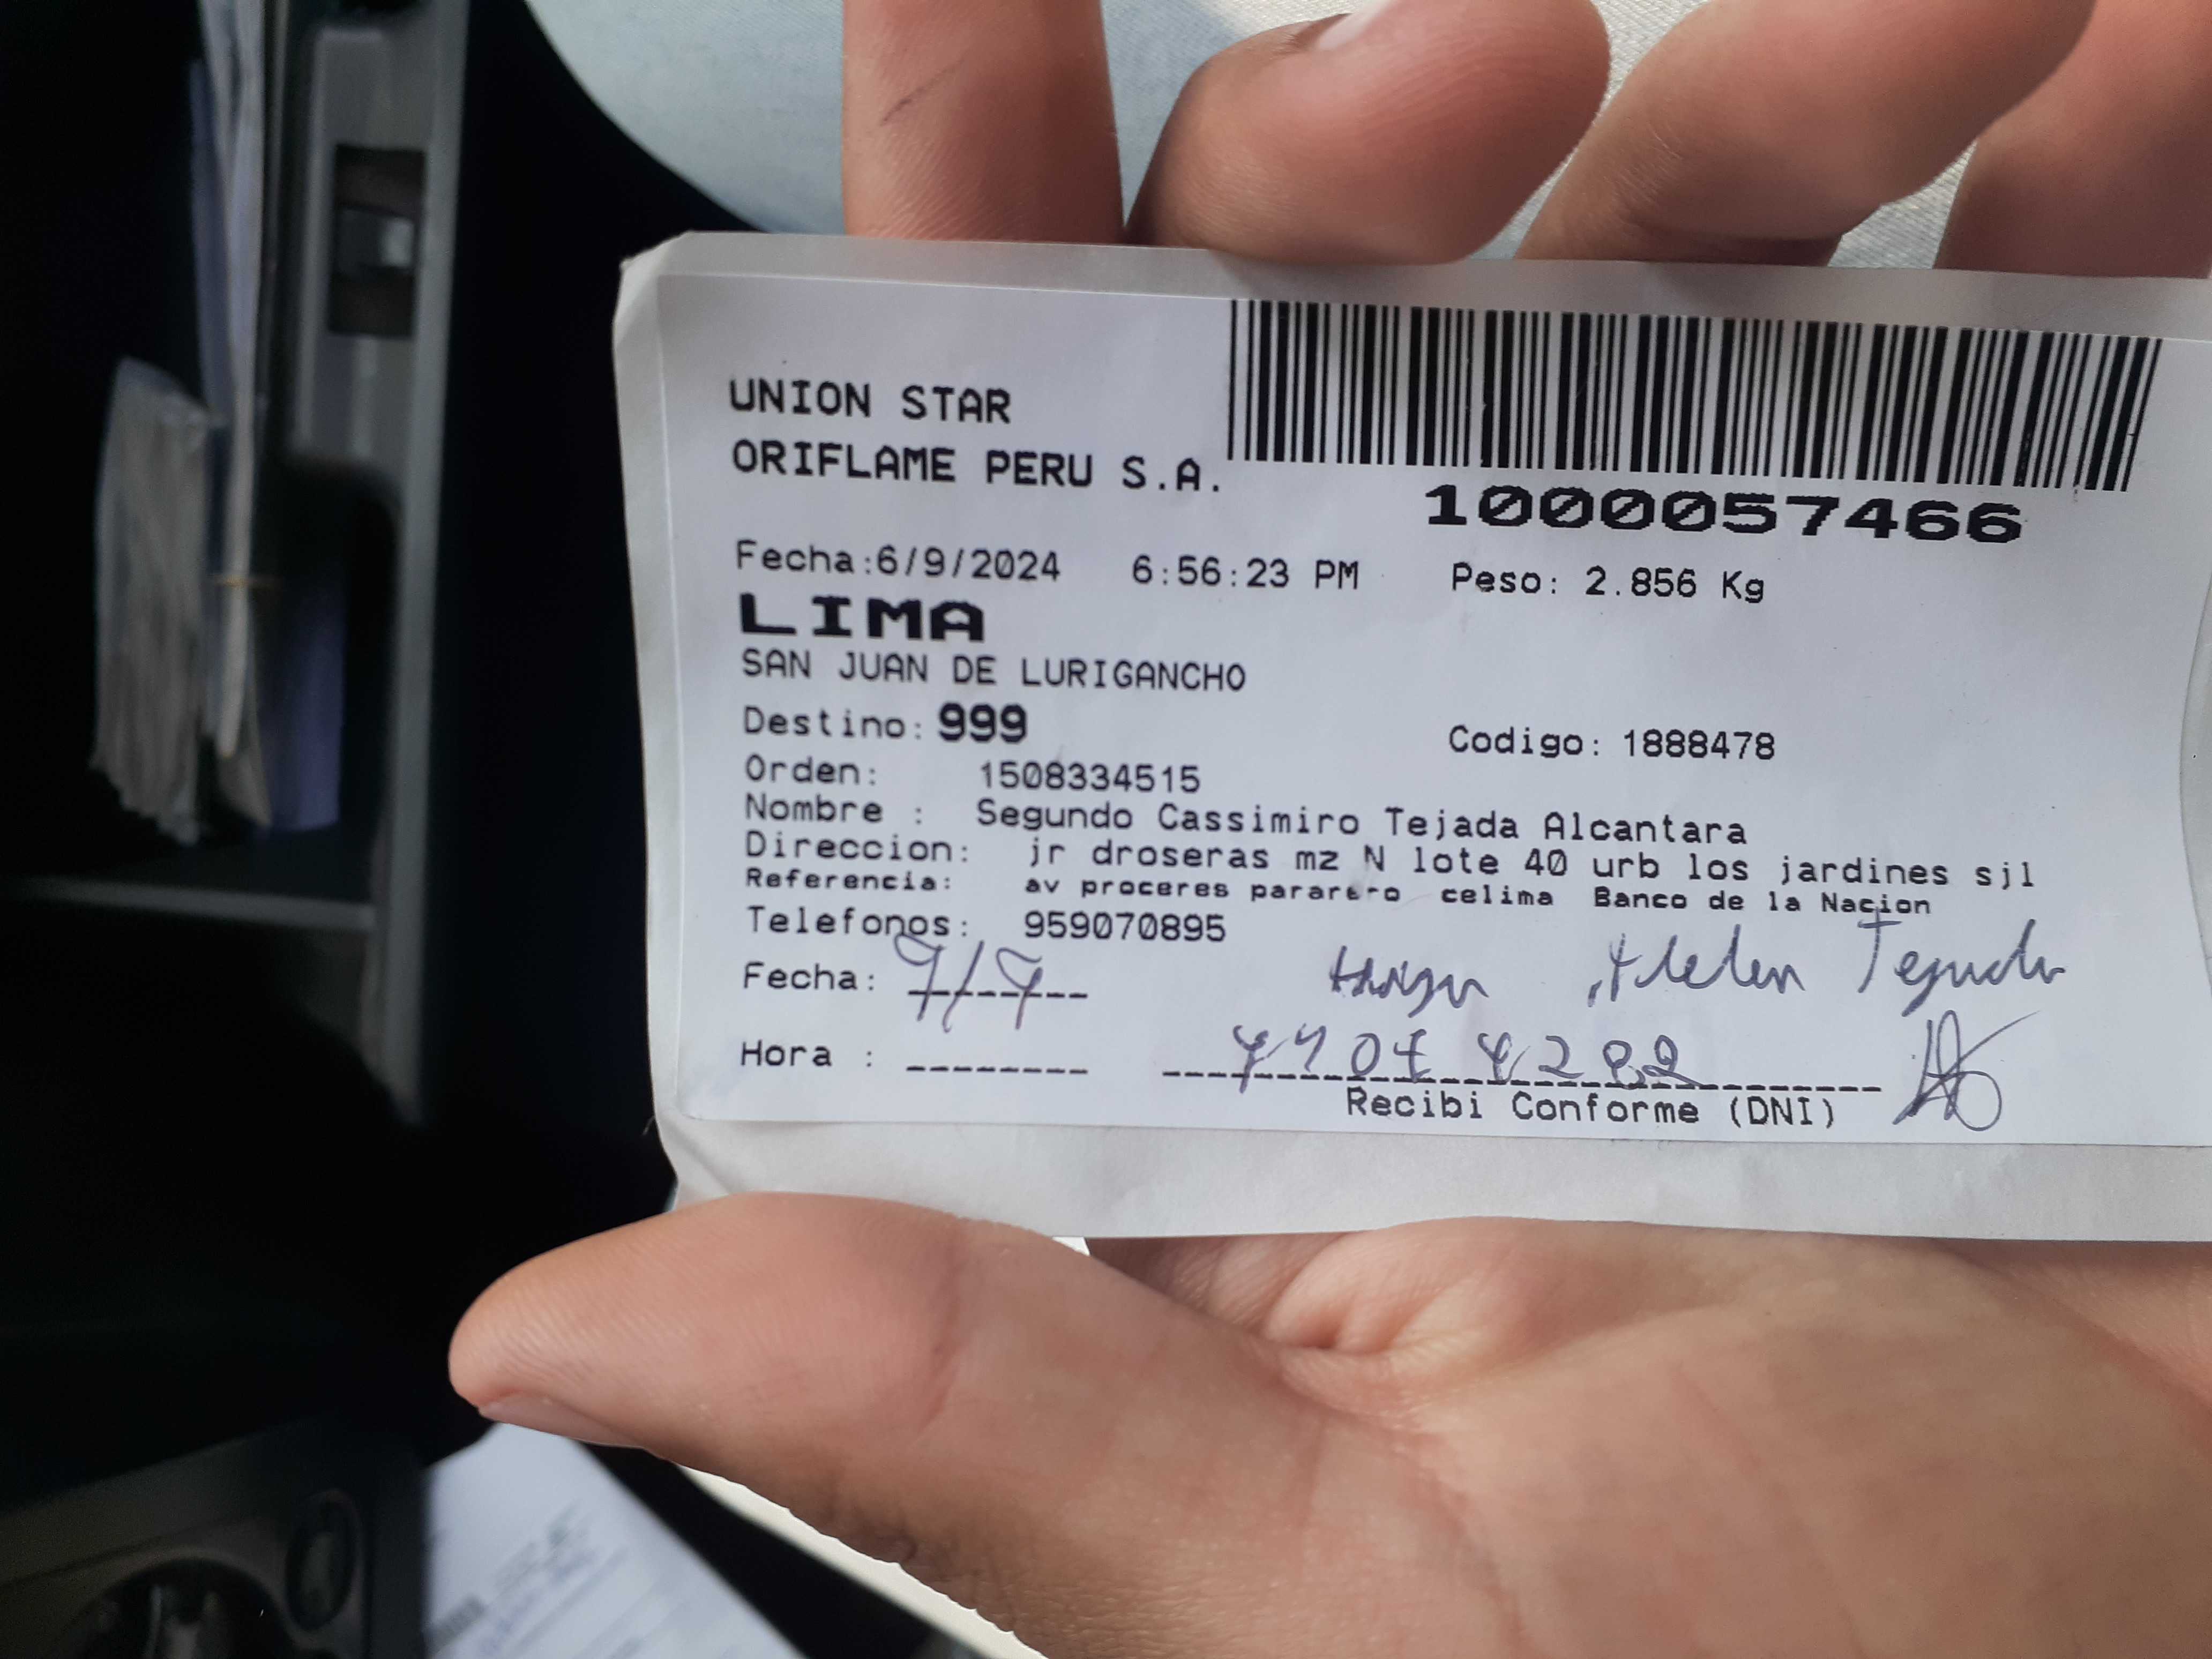 UNION STAR
ORIFLAME PERU S.A.
1000057466
Fecha:6/9/2024 6:56:23 PM Peso: 2.856 Kg
LIMA
SAN JUAN DE LURIGANCHO
Destino: 999 Codigo: 1888478
Orden: 1508334515
Nombre : Segundo Cassimiro Tejada Alcantara
Direccion: jr droseras mz N lote 40 urb los jardines sjl
Referencia: av proceres celima Banco de la Nacion
Telefonos: 959070895
Fecha: 9/9
Hora :
Recibi Conforme (DNI)